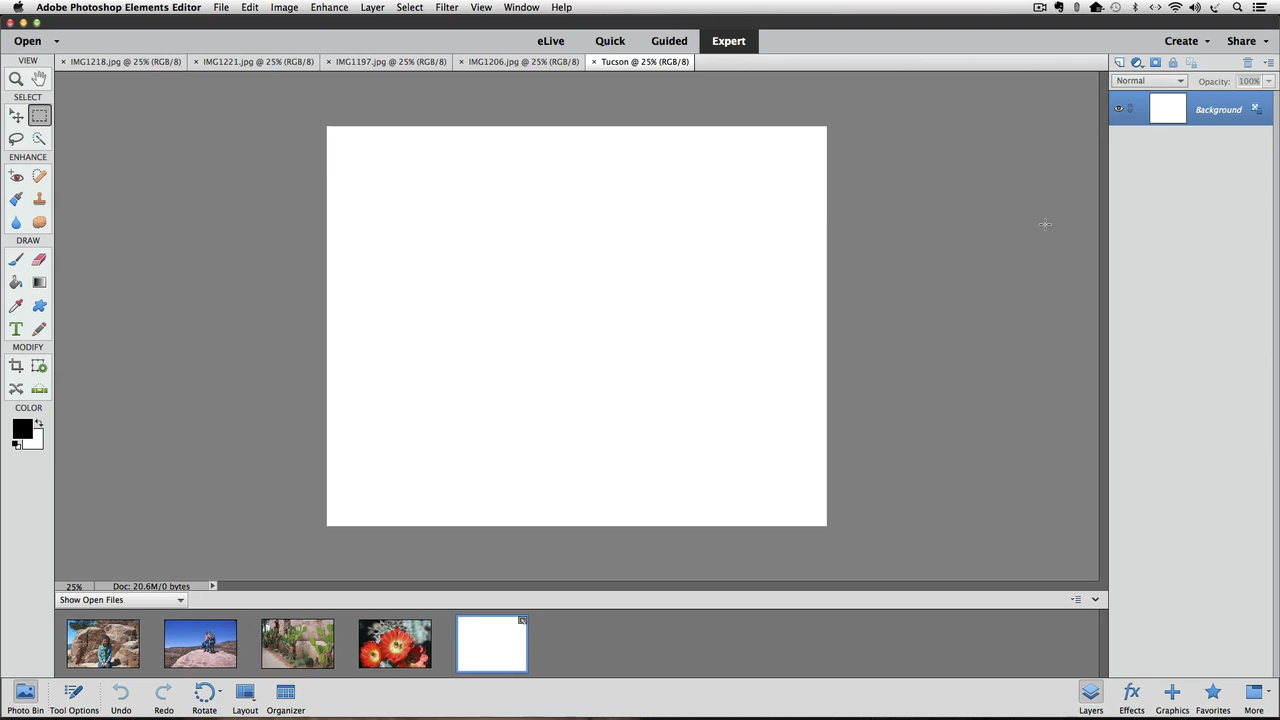 Adobe Photoshop Elements Editor File Edit Image Enhance Layer Select Filter View Window Help
Open eLive Quick Guided Expert Create Share
VIEW × IMG1218.jpg @ 25% (RGB/8) × IMG1221.jpg @ 25% (RGB/8) × IMG1197.jpg @ 25% (RGB/8) × IMG1206.jpg @ 25% (RGB/8) × Tucson @ 25% (RGB/8)
Normal Opacity: 100%
SELECT
Background
ENHANCE
DRAW
T
MODIFY
COLOR
25% Doc: 20.6M/0 bytes
Show Open Files
Photo Bin Tool Options Undo Redo Rotate Layout Organizer Layers fx Effects Graphics Favorites More